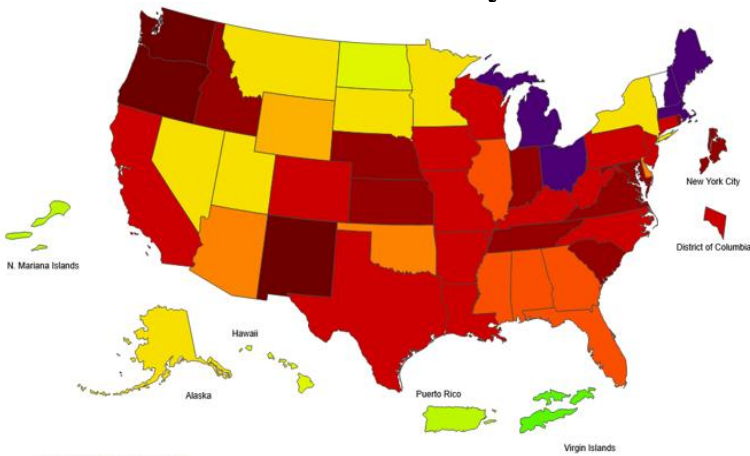 New York City
District of Columbia
N. Mariana Islands
Hawaii
Alaska
Puerto Rico
Virgin Islands